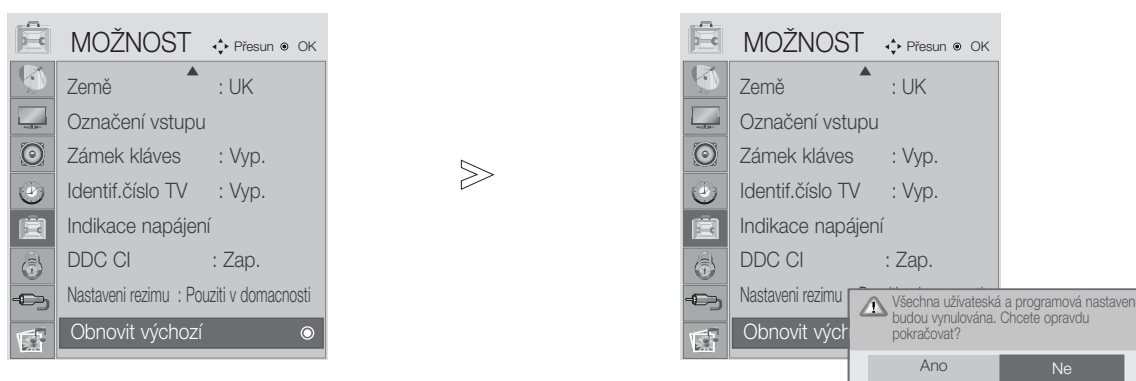 MOŽNOST Přesun OK
Země : UK
Označení vstupu
Zámek kláves : Vyp.
Identif.číslo TV : Vyp.
Indikace napájení
DDC CI : Zap.
Nastaveni rezimu : Pouziti v domacnosti
Obnovit výchozí
MOŽNOST Přesun OK
Země : UK
Označení vstupu
Zámek kláves : Vyp.
Identif.číslo TV : Vyp.
Indikace napájení
DDC CI : Zap.
Nastaveni rezimu
Obnovit vých
Všechna užívateská a programová nastaven
budou vynulována. Chcete opravdu
pokračovat?
Ano Ne